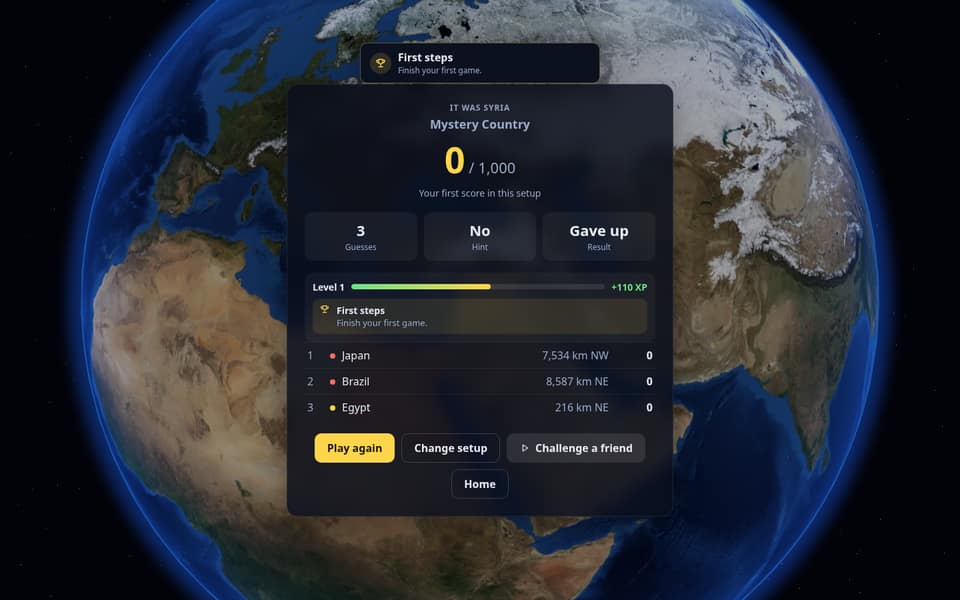 First steps
Finish your first game.
IT WAS SYRIA
Mystery Country
0 / 1,000
Your first score in this setup
3 No Gave up
Guesses Hint Result
Level 1 +110 XP
First steps
Finish your first game.
1 Japan 7,534 km NW 0
2 Brazil 8,587 km NE 0
3 Egypt 216 km NE 0
Play again Change setup Challenge a friend
Home